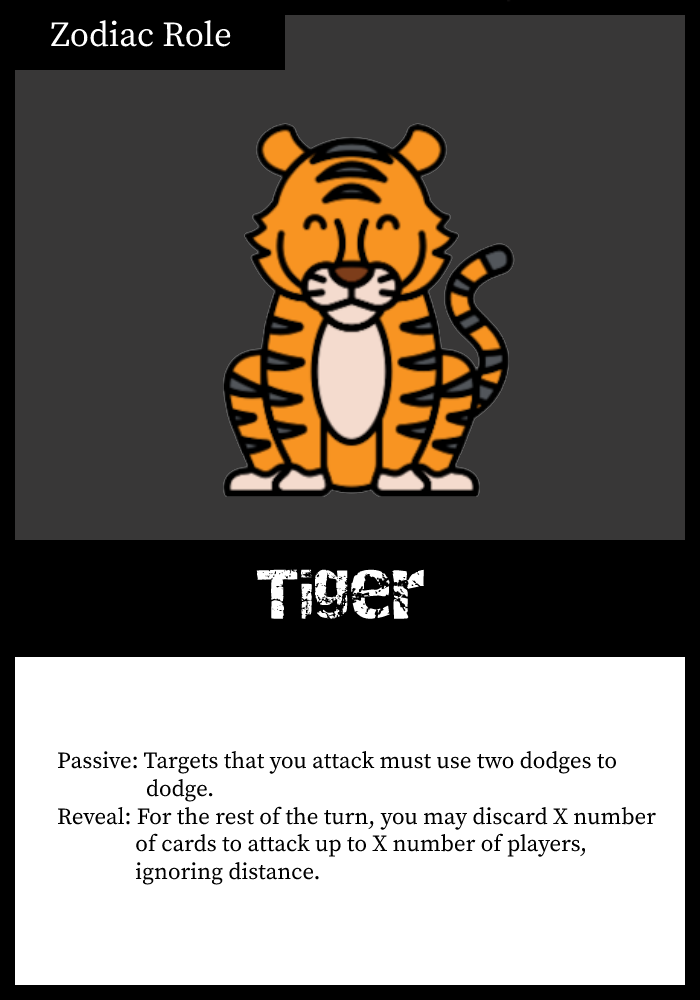 Zodiac Role
Tiger
Passive: Targets that you attack must use two dodges to
dodge.
Reveal: For the rest of the turn, you may discard X number
of cards to attack up to X number of players,
ignoring distance.